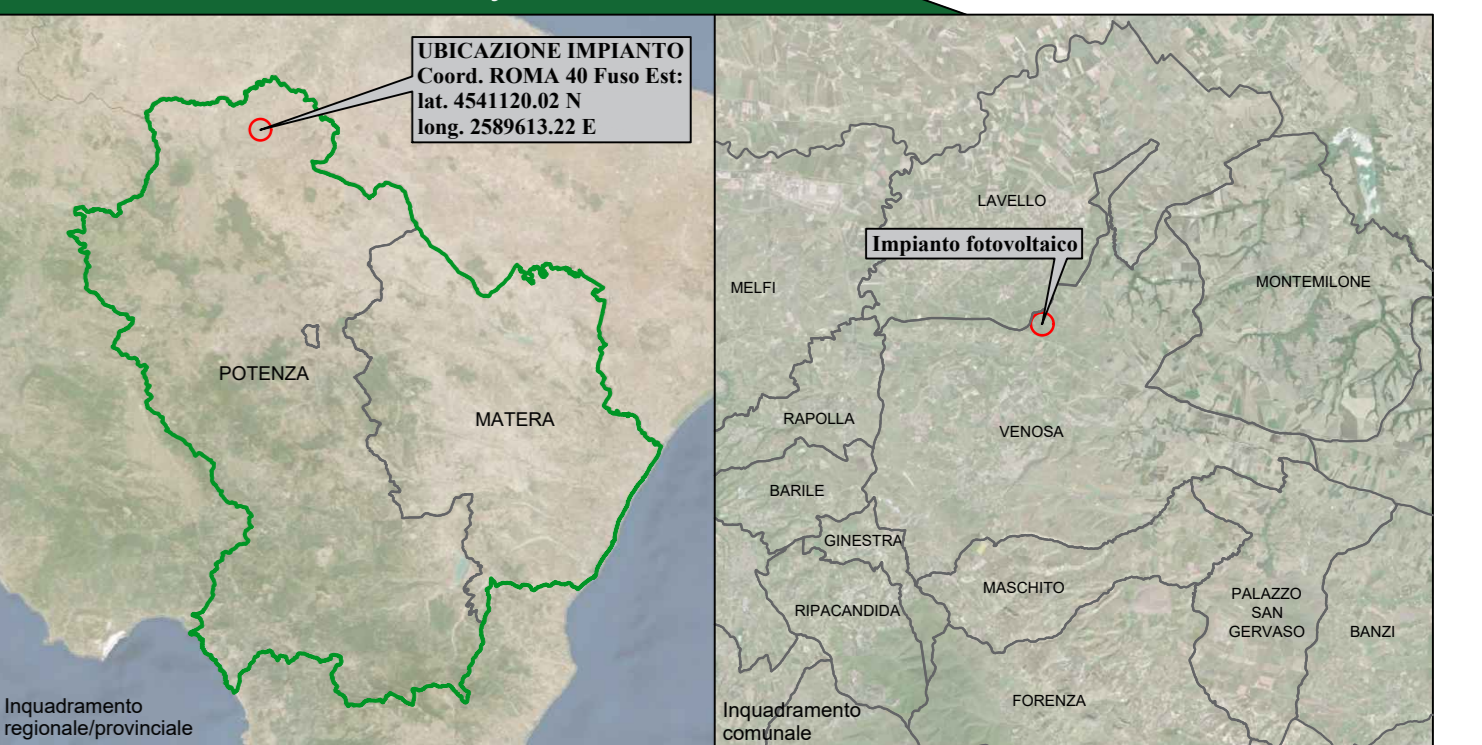 UBICAZIONE IMPIANTO
Coord. ROMA 40 Fuso Est:
lat. 4541120.02 N
long. 2589613.22 E
POTENZA
MATERA
Inquadramento
regionale/provinciale
LAVELLO
Impianto fotovoltaico
MELFI
MONTEMILONE
RAPOLLA
VENOSA
BARILE
GINESTRA
MASCHITO
RIPACANDIDA
PALAZZO
SAN
GERVASO
BANZI
FORENZA
Inquadramento
comunale